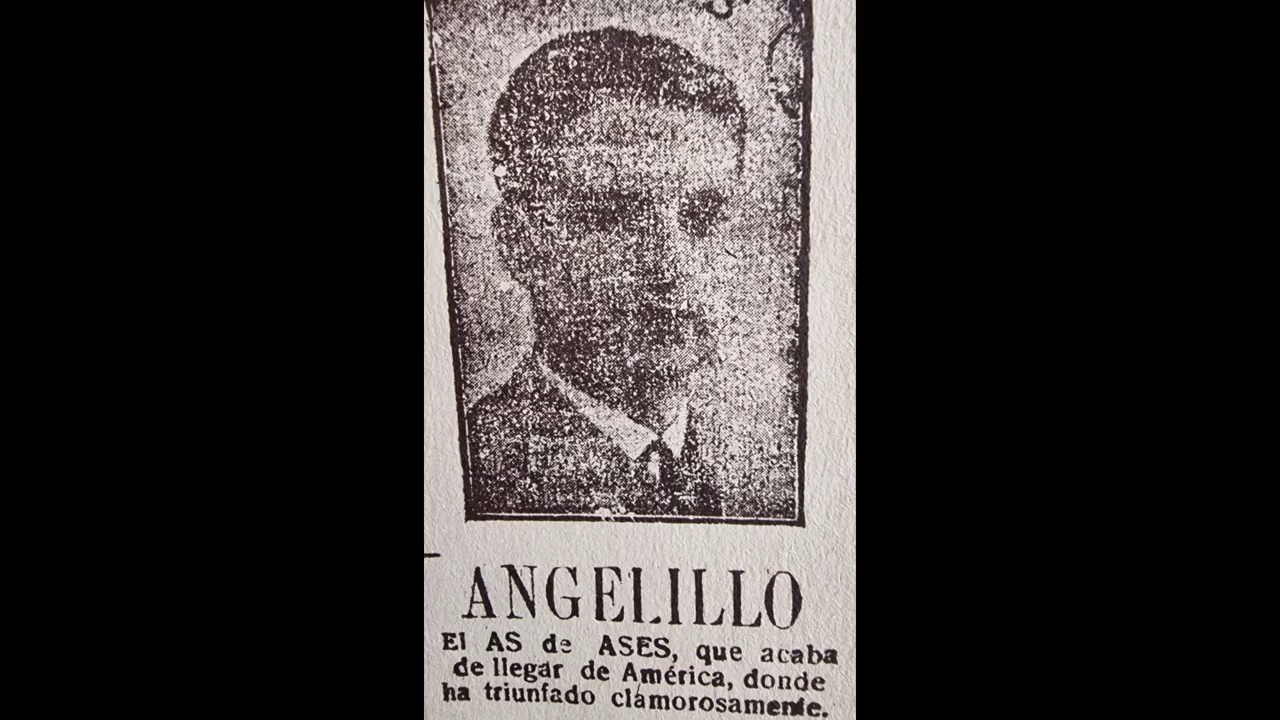 ANGELILLO
El AS de ASES, que acaba
de llegar de América, donde
ha triunfado clamorosamente.